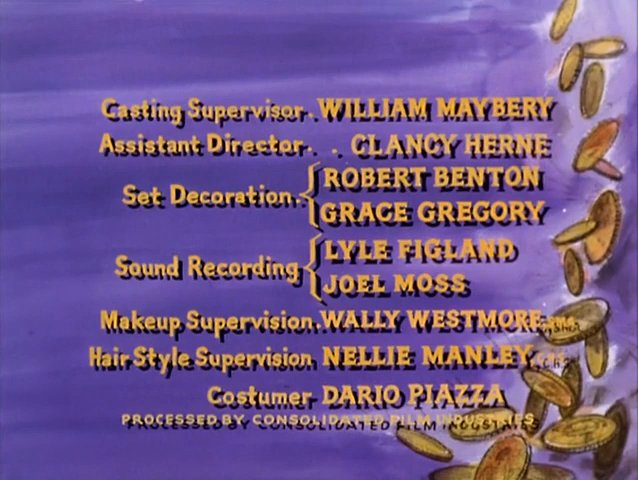 Casting Supervisor. WILLIAM MAYBERY
Assistant Director. . CLANCY HERNE
Set Decoration. { ROBERT BENTON
GRACE GREGORY
Sound Recording { LYLE FIGLAND
JOEL MOSS
Makeup Supervision. WALLY WESTMORE
Hair Style Supervision NELLIE MANLEY
Costumer DARIO PIAZZA
PROCESSED BY CONSOLIDATED FILM INDUSTRIES